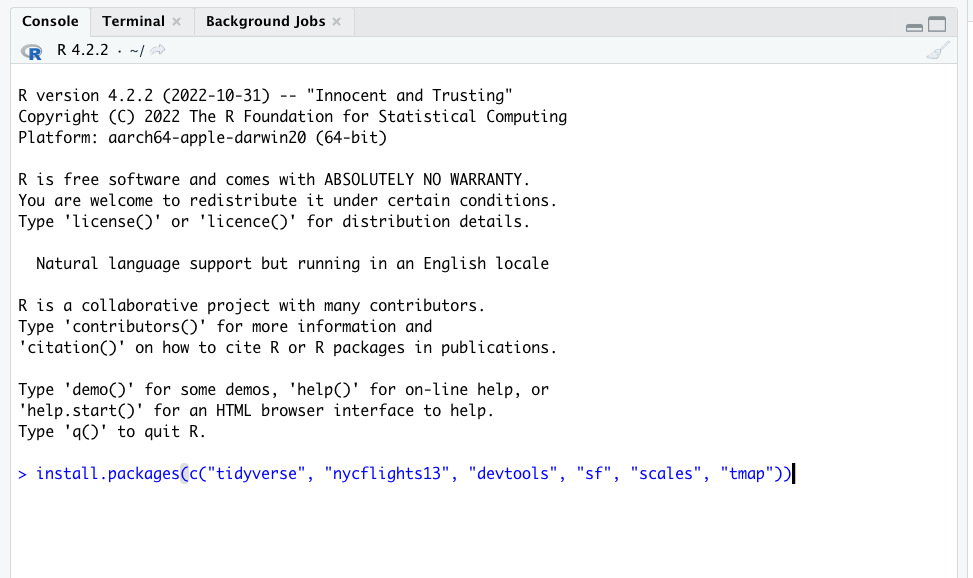 Console Terminal Background Jobs
R 4.2.2 · ~/
R version 4.2.2 (2022-10-31) -- "Innocent and Trusting"
Copyright (C) 2022 The R Foundation for Statistical Computing
Platform: aarch64-apple-darwin20 (64-bit)
R is free software and comes with ABSOLUTELY NO WARRANTY.
You are welcome to redistribute it under certain conditions.
Type 'license()' or 'licence()' for distribution details.
Natural language support but running in an English locale
R is a collaborative project with many contributors.
Type 'contributors()' for more information and
'citation()' on how to cite R or R packages in publications.
Type 'demo()' for some demos, 'help()' for on-line help, or
'help.start()' for an HTML browser interface to help.
Type 'q()' to quit R.
> install.packages(c("tidyverse", "nycflights13", "devtools", "sf", "scales", "tmap"))